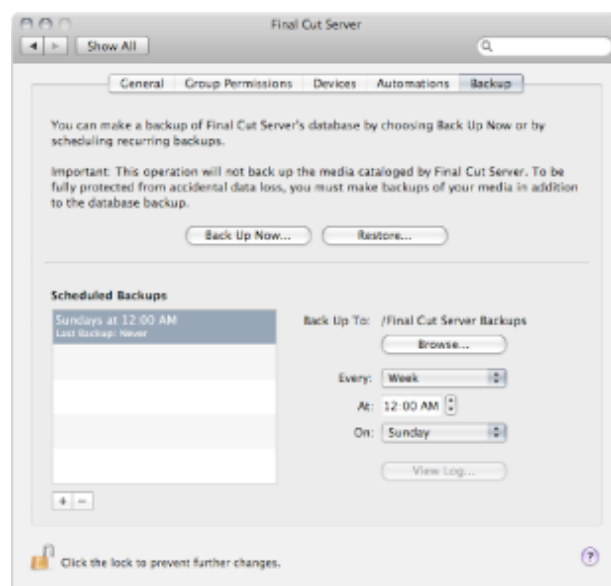 Final Cut Server
Show All
General Group Permissions Devices Automations Backup
You can make a backup of Final Cut Server's database by choosing Back Up Now or by
scheduling recurring backups.
Important: This operation will not back up the media cataloged by Final Cut Server. To be
fully protected from accidental data loss, you must make backups of your media in addition
to the database backup.
Back Up Now... Restore...
Scheduled Backups
Sundays at 12:00 AM
Last Backup: Never
Back Up To: /Final Cut Server Backups
Browse...
Every: Week
At: 12:00 AM
On: Sunday
View Log...
+ −
Click the lock to prevent further changes.
?